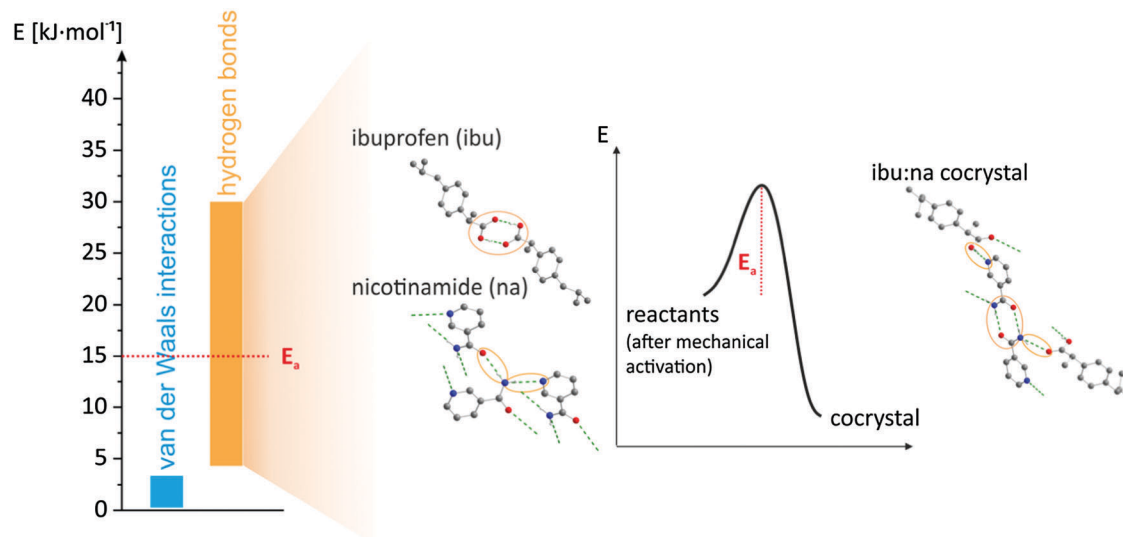 E [kJ·mol⁻¹]
40
35
30
25
20
15
10
5
0
van der Waals interactions
hydrogen bonds
Eₐ
ibuprofen (ibu)
nicotinamide (na)
E
Eₐ
reactants
(after mechanical
activation)
cocrystal
ibu:na cocrystal